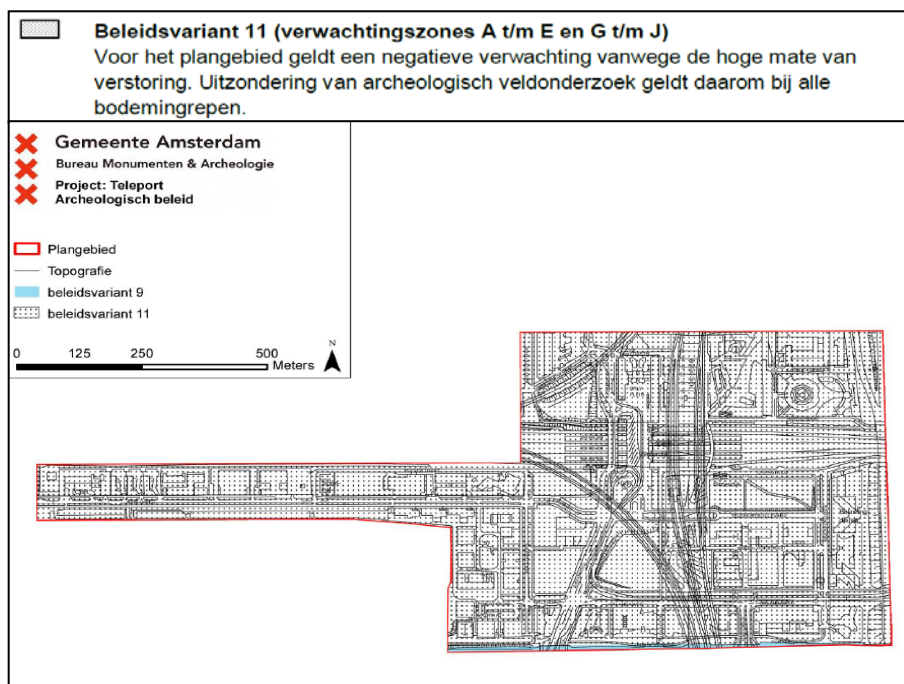 Beleidsvariant 11 (verwachtingszones A t/m E en G t/m J)
Voor het plangebied geldt een negatieve verwachting vanwege de hoge mate van
verstoring. Uitzondering van archeologisch veldonderzoek geldt daarom bij alle
bodemingrepen.
Gemeente Amsterdam
Bureau Monumenten & Archeologie
Project: Teleport
Archeologisch beleid
Plangebied
Topografie
beleidsvariant 9
beleidsvariant 11
N
0 125 250 500
Meters